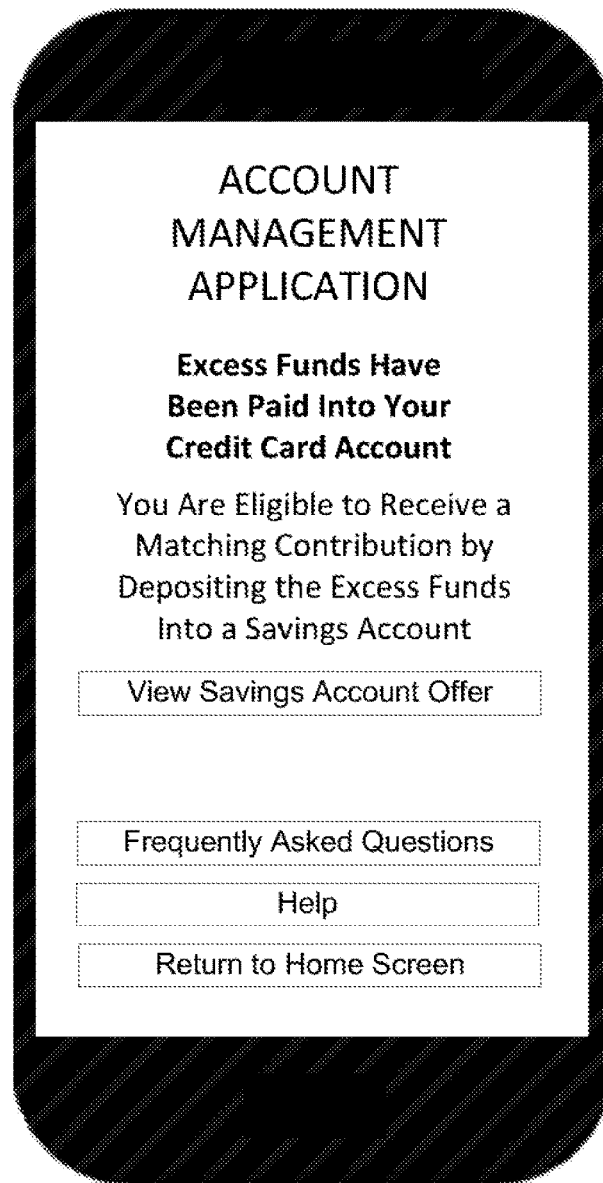 ACCOUNT
MANAGEMENT
APPLICATION
Excess Funds Have
Been Paid Into Your
Credit Card Account
You Are Eligible to Receive a
Matching Contribution by
Depositing the Excess Funds
Into a Savings Account
View Savings Account Offer
Frequently Asked Questions
Help
Return to Home Screen